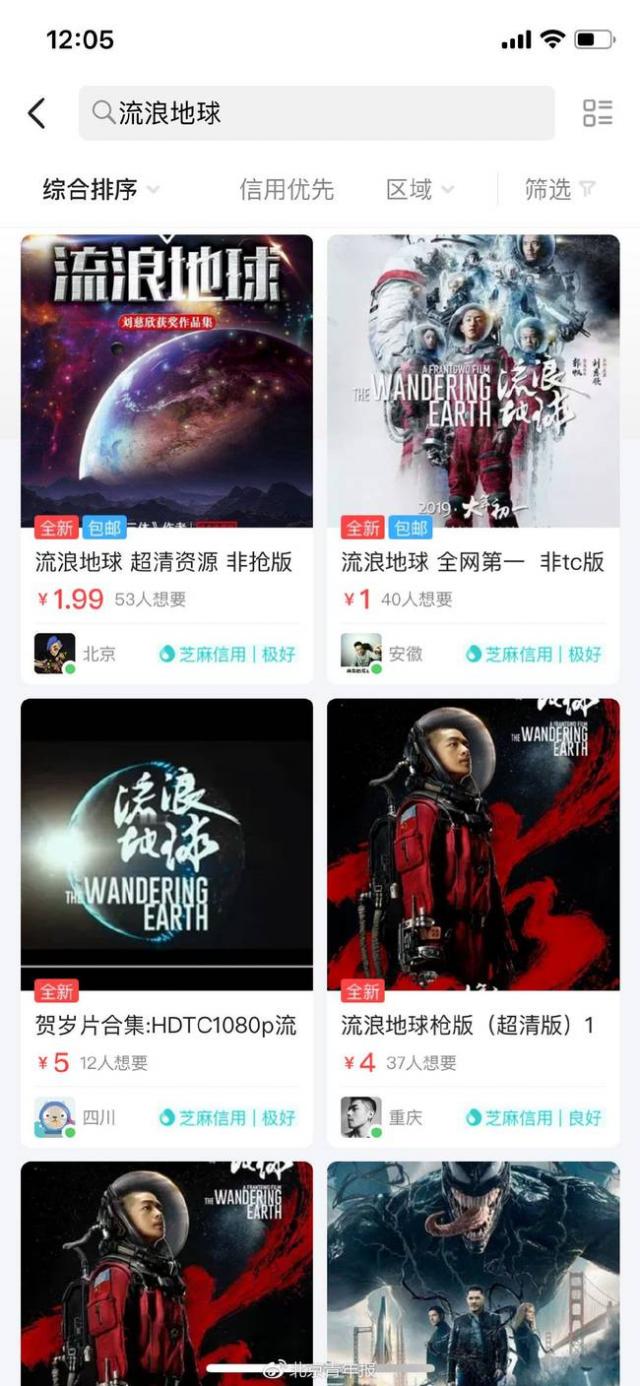 12:05
流浪地球
综合排序
信用优先
区域
筛选
流浪地球
刘慈欣获奖作品集
全新
包邮
流浪地球 超清资源 非抢版
¥1.99 53人想要
北京
芝麻信用|极好
A FRANTGWO FILM
THE WANDERING EARTH
流浪地球
郭帆
刘慈欣
2019·大年初一
全新
包邮
流浪地球 全网第一 非tc版
¥1 40人想要
安徽
芝麻信用|极好
流浪地球
THE WANDERING EARTH
全新
贺岁片合集:HDTC1080p流
¥5 12人想要
四川
芝麻信用|极好
A FRANTGWO FILM
THE WANDERING EARTH
全新
流浪地球枪版（超清版）1
¥4 37人想要
重庆
芝麻信用|良好
A FRANTGWO FILM
THE WANDERING EARTH
北京青年报